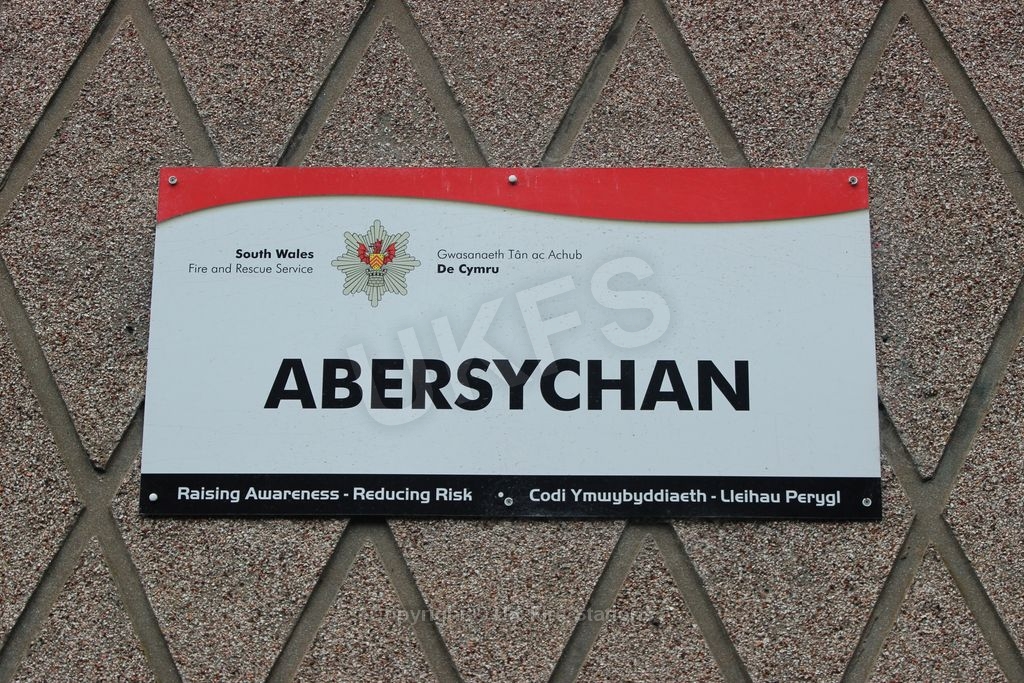 South Wales
Fire and Rescue Service
Gwasanaeth Tân ac Achub
De Cymru
UKFS
ABERSYCHAN
Raising Awareness - Reducing Risk • Codi Ymwybyddiaeth - Lleihau Perygl